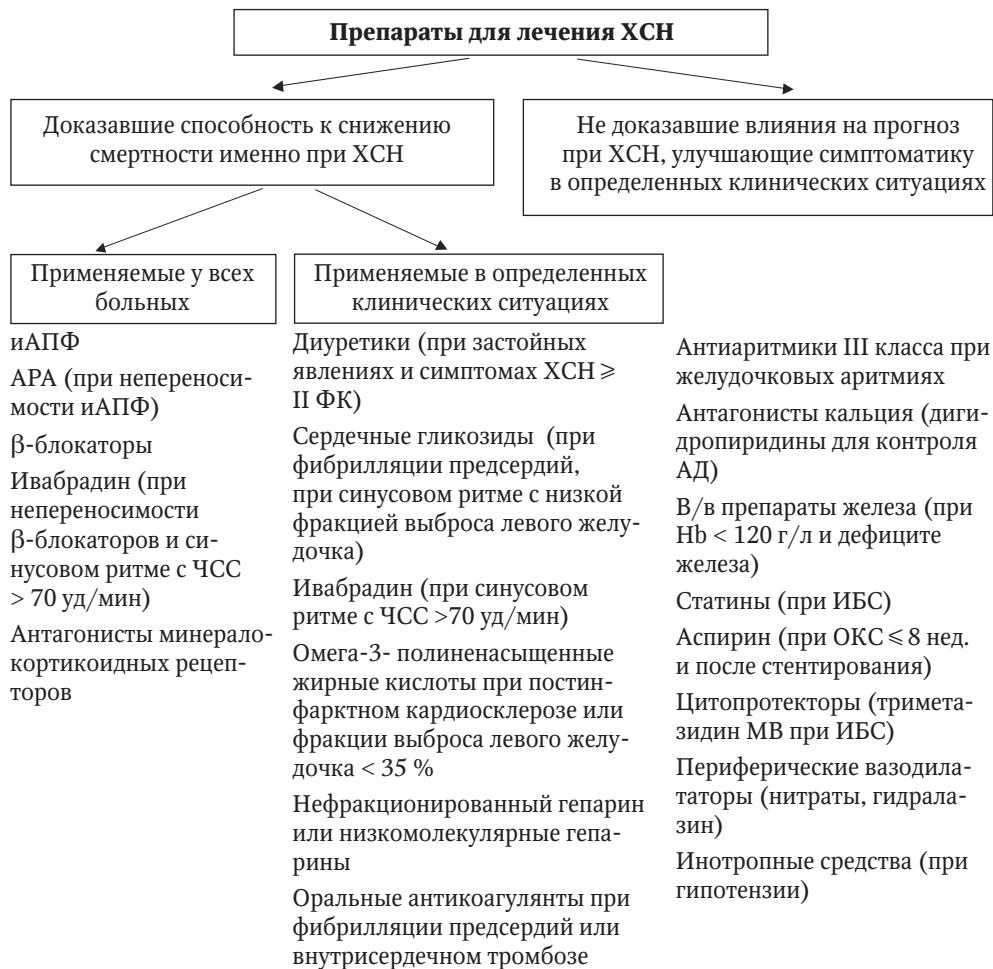 Препараты для лечения ХСН
Доказавшие способность к снижению
смертности именно при ХСН
Не доказавшие влияния на прогноз
при ХСН, улучшающие симптоматику
в определенных клинических ситуациях
Применяемые у всех
больных
иАПФ
АРА (при непереноси-
мости иАПФ)
β-блокаторы
Ивабрадин (при
непереносимости
β-блокаторов и си-
нусовом ритме с ЧСС
> 70 уд/мин)
Антагонисты минерало-
кортикоидных рецеп-
торов
Применяемые в определенных
клинических ситуациях
Диуретики (при застойных
явлениях и симптомах ХСН ⩾
II ФК)
Сердечные гликозиды (при
фибрилляции предсердий,
при синусовом ритме с низкой
фракцией выброса левого желу-
дочка)
Ивабрадин (при синусовом
ритме с ЧСС >70 уд/мин)
Омега-3- полиненасыщенные
жирные кислоты при постин-
фарктном кардиосклерозе или
фракции выброса левого желу-
дочка < 35 %
Нефракционированный гепарин
или низкомолекулярные гепа-
рины
Оральные антикоагулянты при
фибрилляции предсердий или
внутрисердечном тромбозе
Антиаритмики III класса при
желудочковых аритмиях
Антагонисты кальция (диги-
дропиридины для контроля
АД)
В/в препараты железа (при
Hb < 120 г/л и дефиците
железа)
Статины (при ИБС)
Аспирин (при ОКС ⩽ 8 нед.
и после стентирования)
Цитопротекторы (тримета-
зидин МВ при ИБС)
Периферические вазодила-
таторы (нитраты, гидрала-
зин)
Инотропные средства (при
гипотензии)